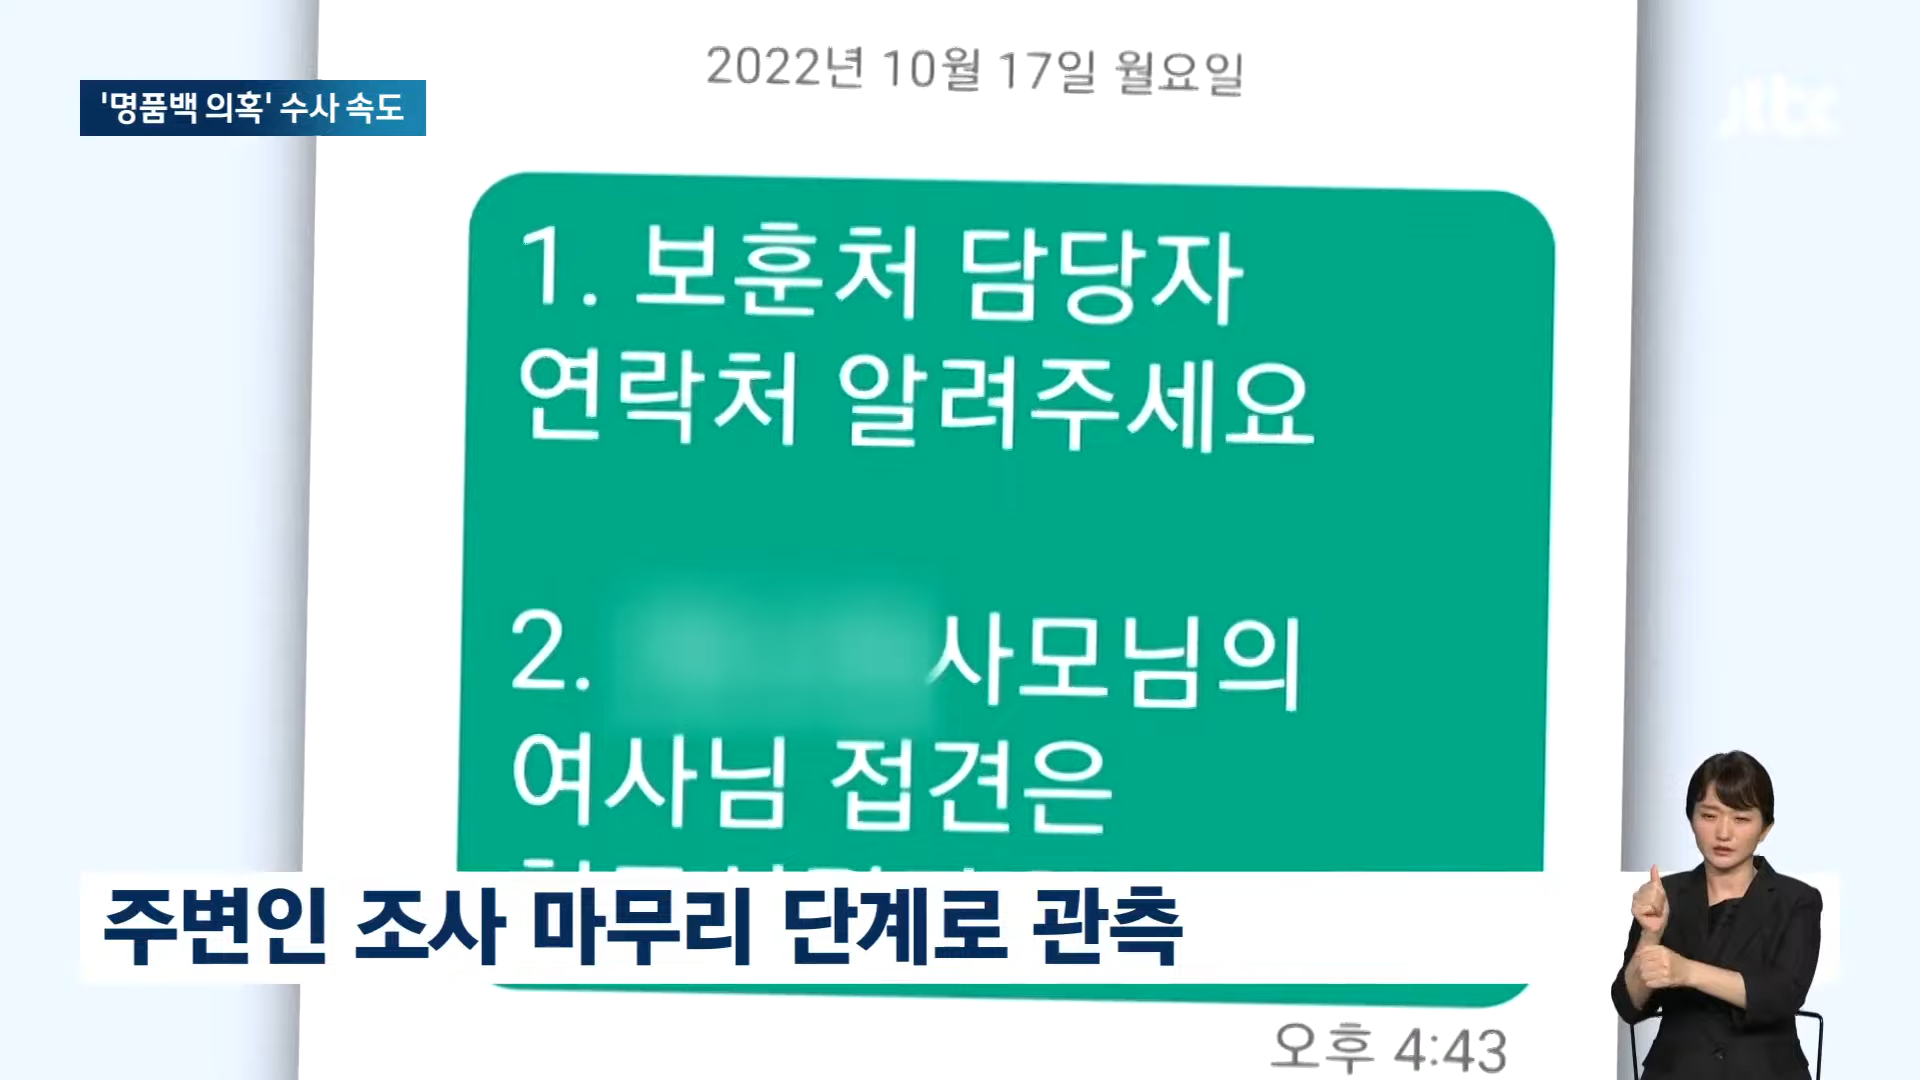 2022년 10월 17일 월요일
'명품백 의혹' 수사 속도
jtbc
1. 보훈처 담당자
연락처 알려주세요
2. 사모님의
여사님 접견은
주변인 조사 마무리 단계로 관측
오후 4:43